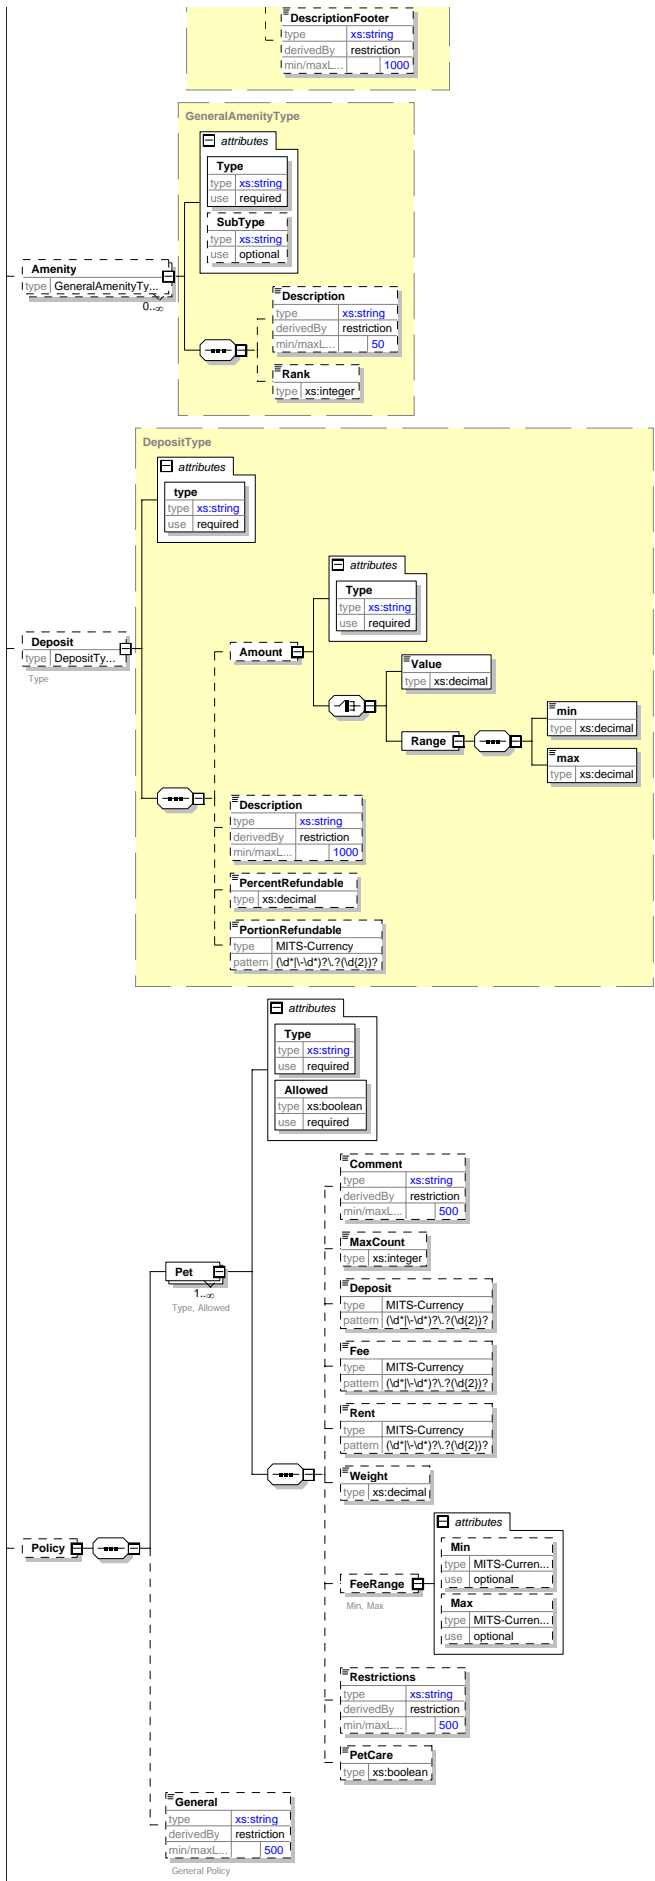 DescriptionFooter
type xs:string
derivedBy restriction
min/maxL... 1000
GeneralAmenityType
attributes
Type
type xs:string
use required
SubType
type xs:string
use optional
Amenity
type GeneralAmenityTy...
0..∞
Description
type xs:string
derivedBy restriction
min/maxL... 50
Rank
type xs:integer
DepositType
attributes
type
type xs:string
use required
attributes
Type
type xs:string
use required
Deposit
type DepositTy...
Type
Amount
Value
type xs:decimal
Range
min
type xs:decimal
max
type xs:decimal
Description
type xs:string
derivedBy restriction
min/maxL... 1000
PercentRefundable
type xs:decimal
PortionRefundable
type MITS-Currency
pattern (\d*|\-\d*)?\.?(\d{2})?
attributes
Type
type xs:string
use required
Allowed
type xs:boolean
use required
Comment
type xs:string
derivedBy restriction
min/maxL... 500
MaxCount
type xs:integer
Pet
1..∞
Type, Allowed
Deposit
type MITS-Currency
pattern (\d*|\-\d*)?\.?(\d{2})?
Fee
type MITS-Currency
pattern (\d*|\-\d*)?\.?(\d{2})?
Rent
type MITS-Currency
pattern (\d*|\-\d*)?\.?(\d{2})?
Weight
type xs:decimal
attributes
Min
type MITS-Curren...
use optional
Max
type MITS-Curren...
use optional
Policy
FeeRange
Min, Max
Restrictions
type xs:string
derivedBy restriction
min/maxL... 500
PetCare
type xs:boolean
General
type xs:string
derivedBy restriction
min/maxL... 500
General Policy